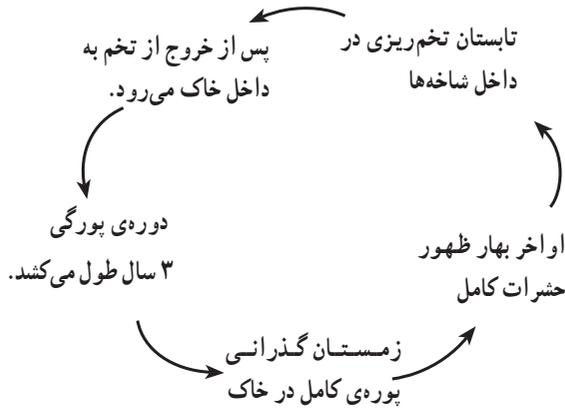 تابستان تخم‌ریزی در
داخل شاخه‌ها
پس از خروج از تخم به
داخل خاک می‌رود.
دوره‌ی پورگی
۳ سال طول می‌کشد.
زمستان گذرانی
پوره‌ی کامل در خاک
اواخر بهار ظهور
حشرات کامل